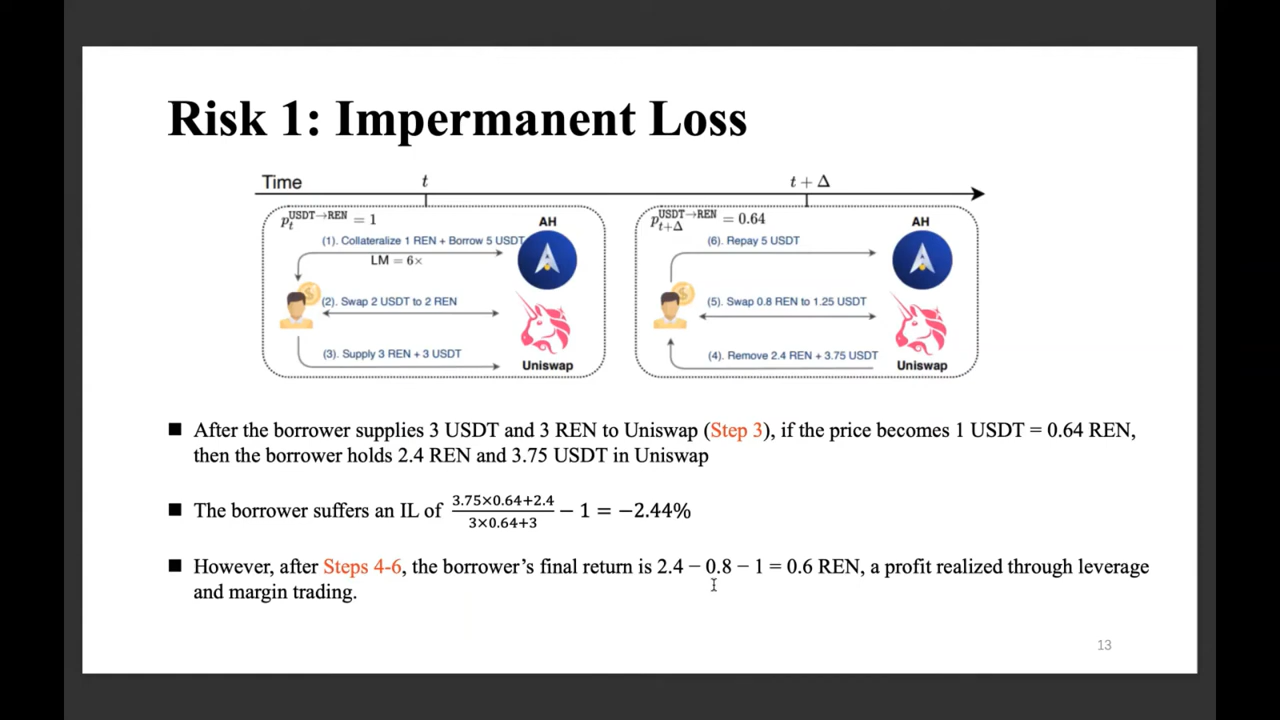 Risk 1: Impermanent Loss
Time t t + Δ
p_t^{USDT→REN} = 1
AH
(1). Collateralize 1 REN + Borrow 5 USDT
LM = 6×
(2). Swap 2 USDT to 2 REN
(3). Supply 3 REN + 3 USDT
Uniswap
p_{t+Δ}^{USDT→REN} = 0.64
AH
(6). Repay 5 USDT
(5). Swap 0.8 REN to 1.25 USDT
(4). Remove 2.4 REN + 3.75 USDT
Uniswap
■ After the borrower supplies 3 USDT and 3 REN to Uniswap (Step 3), if the price becomes 1 USDT = 0.64 REN,
then the borrower holds 2.4 REN and 3.75 USDT in Uniswap
■ The borrower suffers an IL of \frac{3.75×0.64+2.4}{3×0.64+3} − 1 = −2.44%
■ However, after Steps 4-6, the borrower’s final return is 2.4 − 0.8 − 1 = 0.6 REN, a profit realized through leverage
and margin trading.
13